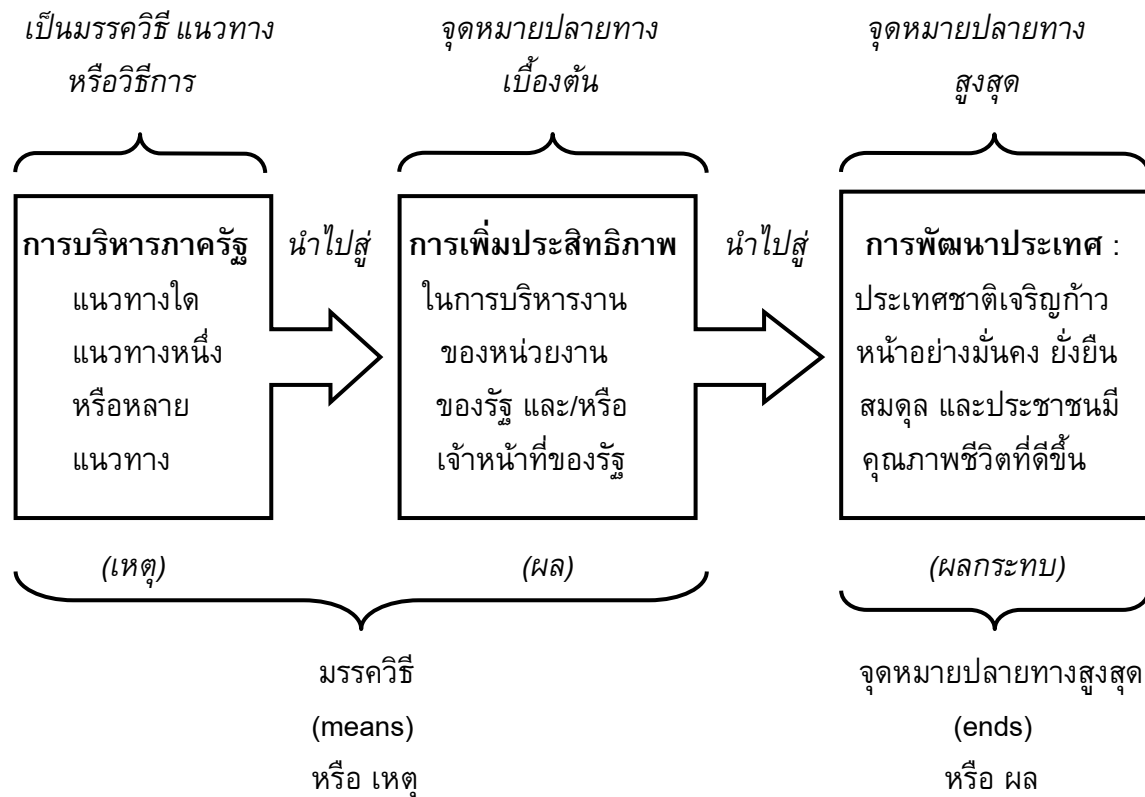 เป็นมรรควิธี แนวทาง
หรือวิธีการ
จุดหมายปลายทาง
เบื้องต้น
จุดหมายปลายทาง
สูงสุด
การบริหารภาครัฐ
แนวทางใด
แนวทางหนึ่ง
หรือหลาย
แนวทาง
นำไปสู่
การเพิ่มประสิทธิภาพ
ในการบริหารงาน
ของหน่วยงาน
ของรัฐ และ/หรือ
เจ้าหน้าที่ของรัฐ
นำไปสู่
การพัฒนาประเทศ :
ประเทศชาติเจริญก้าว
หน้าอย่างมั่นคง ยั่งยืน
สมดุล และประชาชนมี
คุณภาพชีวิตที่ดีขึ้น
(เหตุ)
(ผล)
(ผลกระทบ)
มรรควิธี
(means)
หรือ เหตุ
จุดหมายปลายทางสูงสุด
(ends)
หรือ ผล